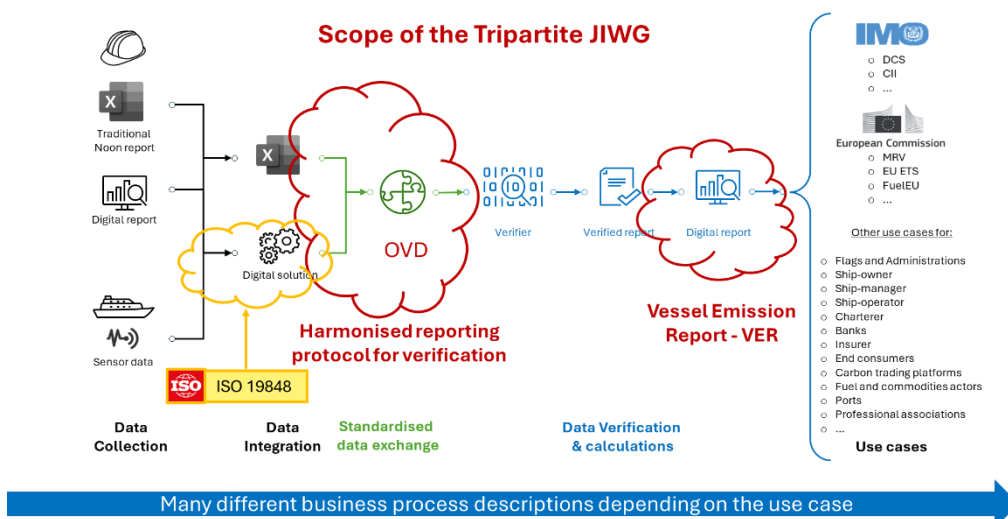 Scope of the Tripartite JIWG
X
Traditional
Noon report
Digital report
Sensor data
X
Digital solution
ISO
ISO 19848
OVD
Harmonised reporting
protocol for verification
10
Verifier
Verified report
Digital report
Vessel Emission
Report - VER
IMO
o DCS
o CII
o ...
European Commission
o MRV
o EU ETS
o FuelEU
o ...
Other use cases for:
o Flags and Administrations
o Ship-owner
o Ship-manager
o Ship-operator
o Charterer
o Banks
o Insurer
o End consumers
o Carbon trading platforms
o Fuel and commodities actors
o Ports
o Professional associations
o ...
Data
Collection
Data
Integration
Standardised
data exchange
Data Verification
& calculations
Use cases
Many different business process descriptions depending on the use case